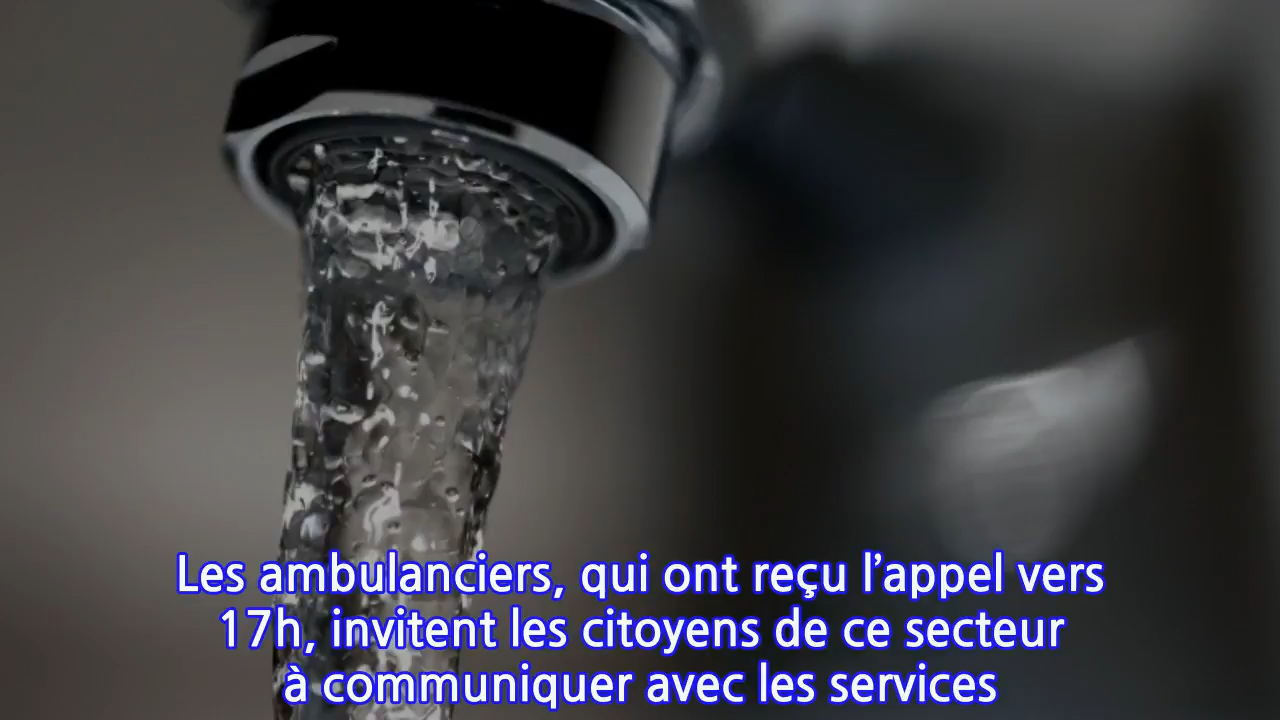 Les ambulanciers, qui ont reçu l’appel vers
17h, invitent les citoyens de ce secteur
à communiquer avec les services